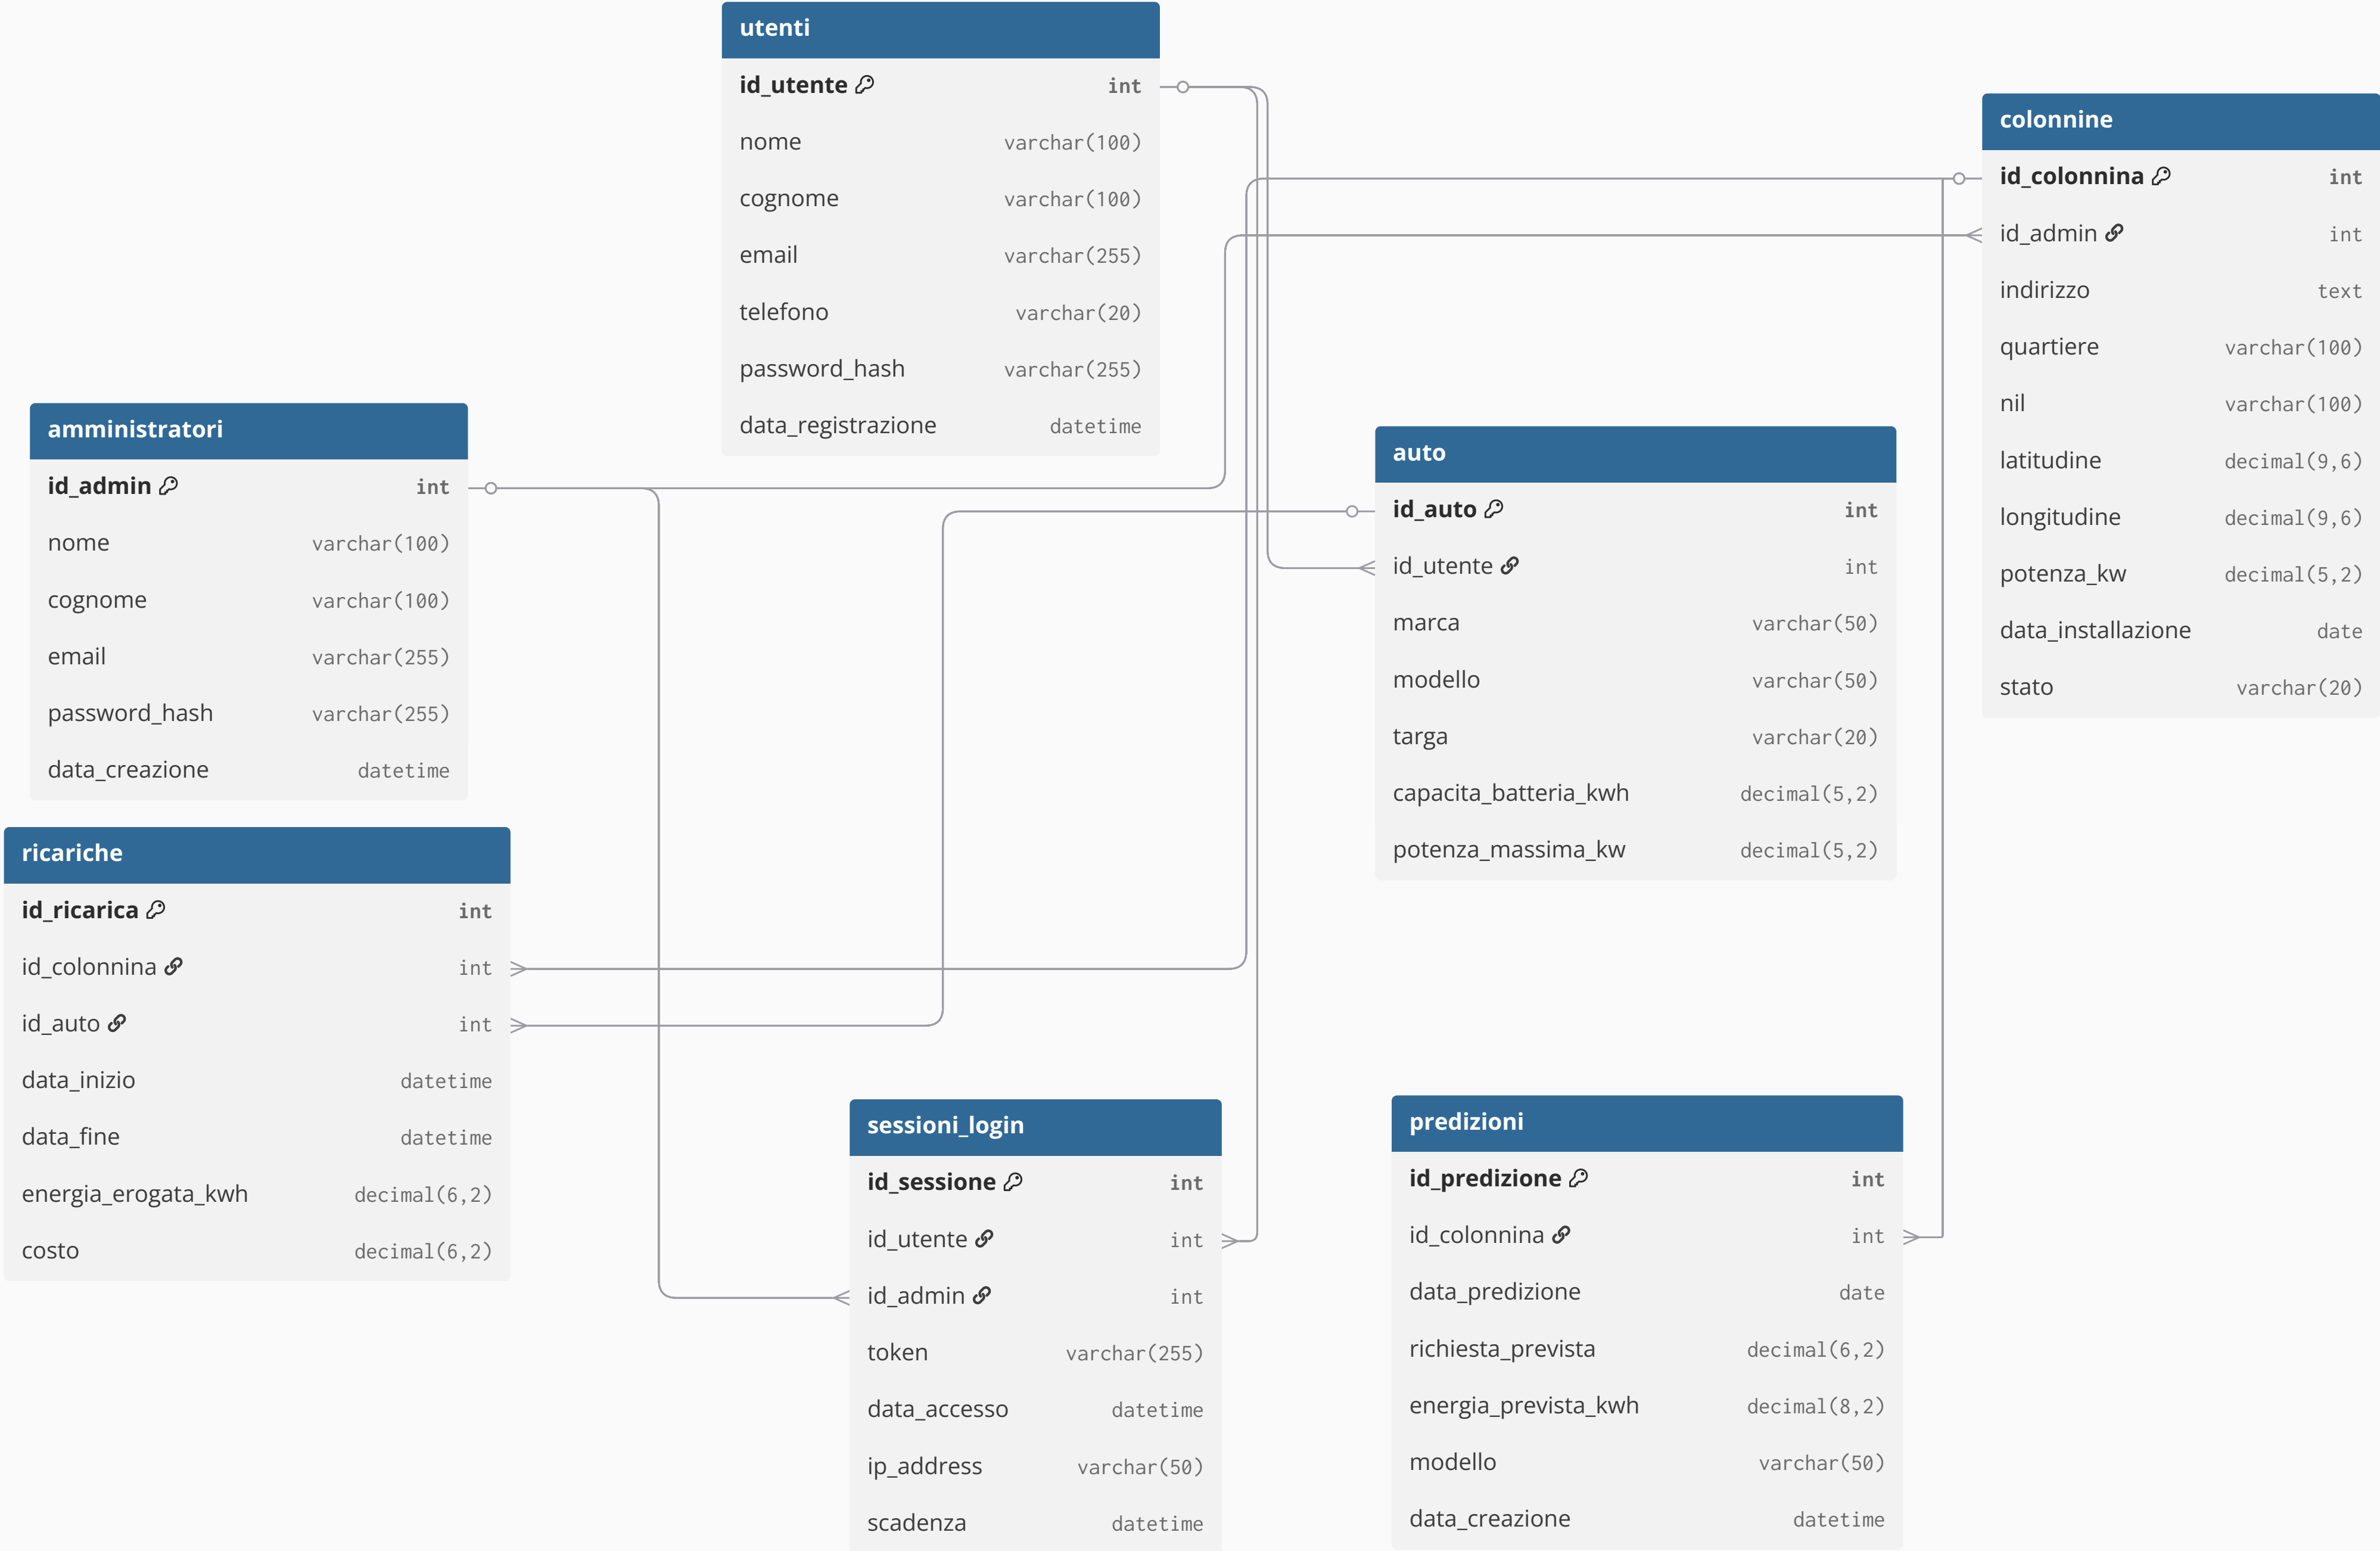 utenti
id_utente int
nome varchar(100)
cognome varchar(100)
email varchar(255)
telefono varchar(20)
password_hash varchar(255)
data_registrazione datetime
colonnine
id_colonnina int
id_admin int
indirizzo text
quartiere varchar(100)
nil varchar(100)
latitudine decimal(9,6)
longitudine decimal(9,6)
potenza_kw decimal(5,2)
data_installazione date
stato varchar(20)
amministratori
id_admin int
nome varchar(100)
cognome varchar(100)
email varchar(255)
password_hash varchar(255)
data_creazione datetime
auto
id_auto int
id_utente int
marca varchar(50)
modello varchar(50)
targa varchar(20)
capacita_batteria_kwh decimal(5,2)
potenza_massima_kw decimal(5,2)
ricariche
id_ricarica int
id_colonnina int
id_auto int
data_inizio datetime
data_fine datetime
energia_erogata_kwh decimal(6,2)
costo decimal(6,2)
sessioni_login
id_sessione int
id_utente int
id_admin int
token varchar(255)
data_accesso datetime
ip_address varchar(50)
scadenza datetime
predizioni
id_predizione int
id_colonnina int
data_predizione date
richiesta_prevista decimal(6,2)
energia_prevista_kwh decimal(8,2)
modello varchar(50)
data_creazione datetime